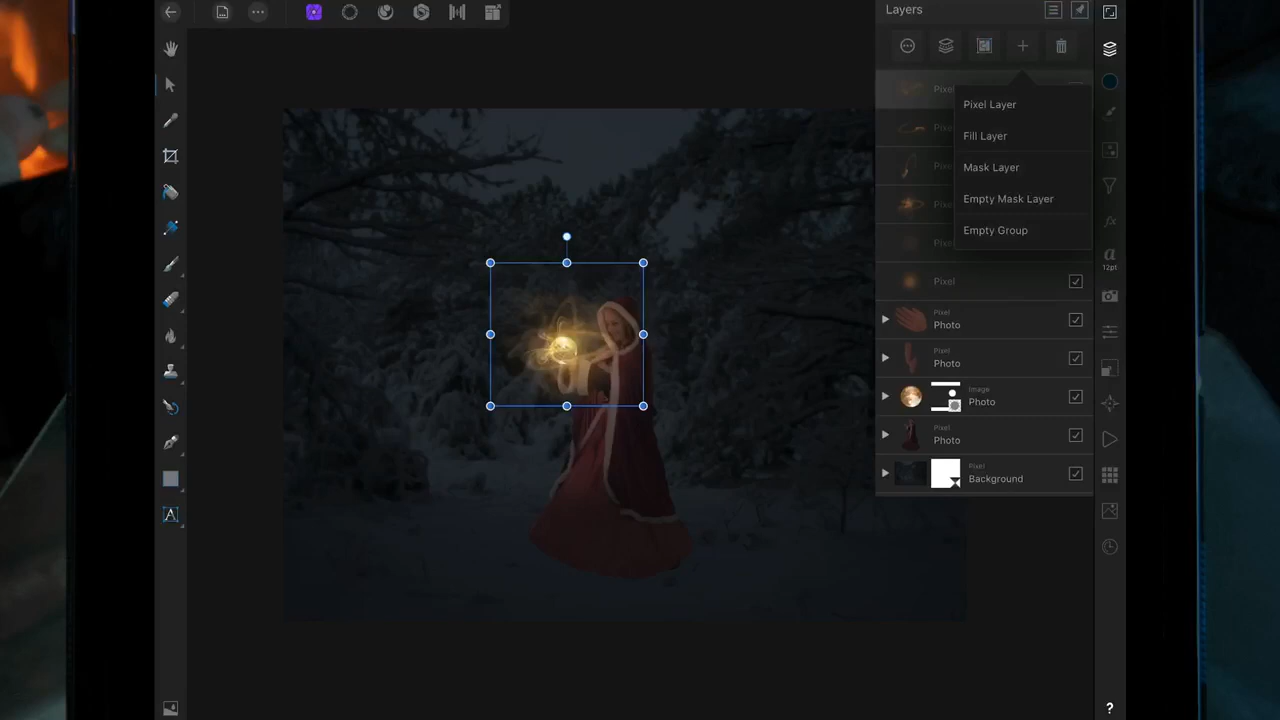 Layers
Pixel
Pixel Layer
Fill Layer
Mask Layer
Empty Mask Layer
Empty Group
Pixel
Pixel
Photo
Pixel
Photo
Image
Photo
Pixel
Photo
Pixel
Background
a
12pt
A
?